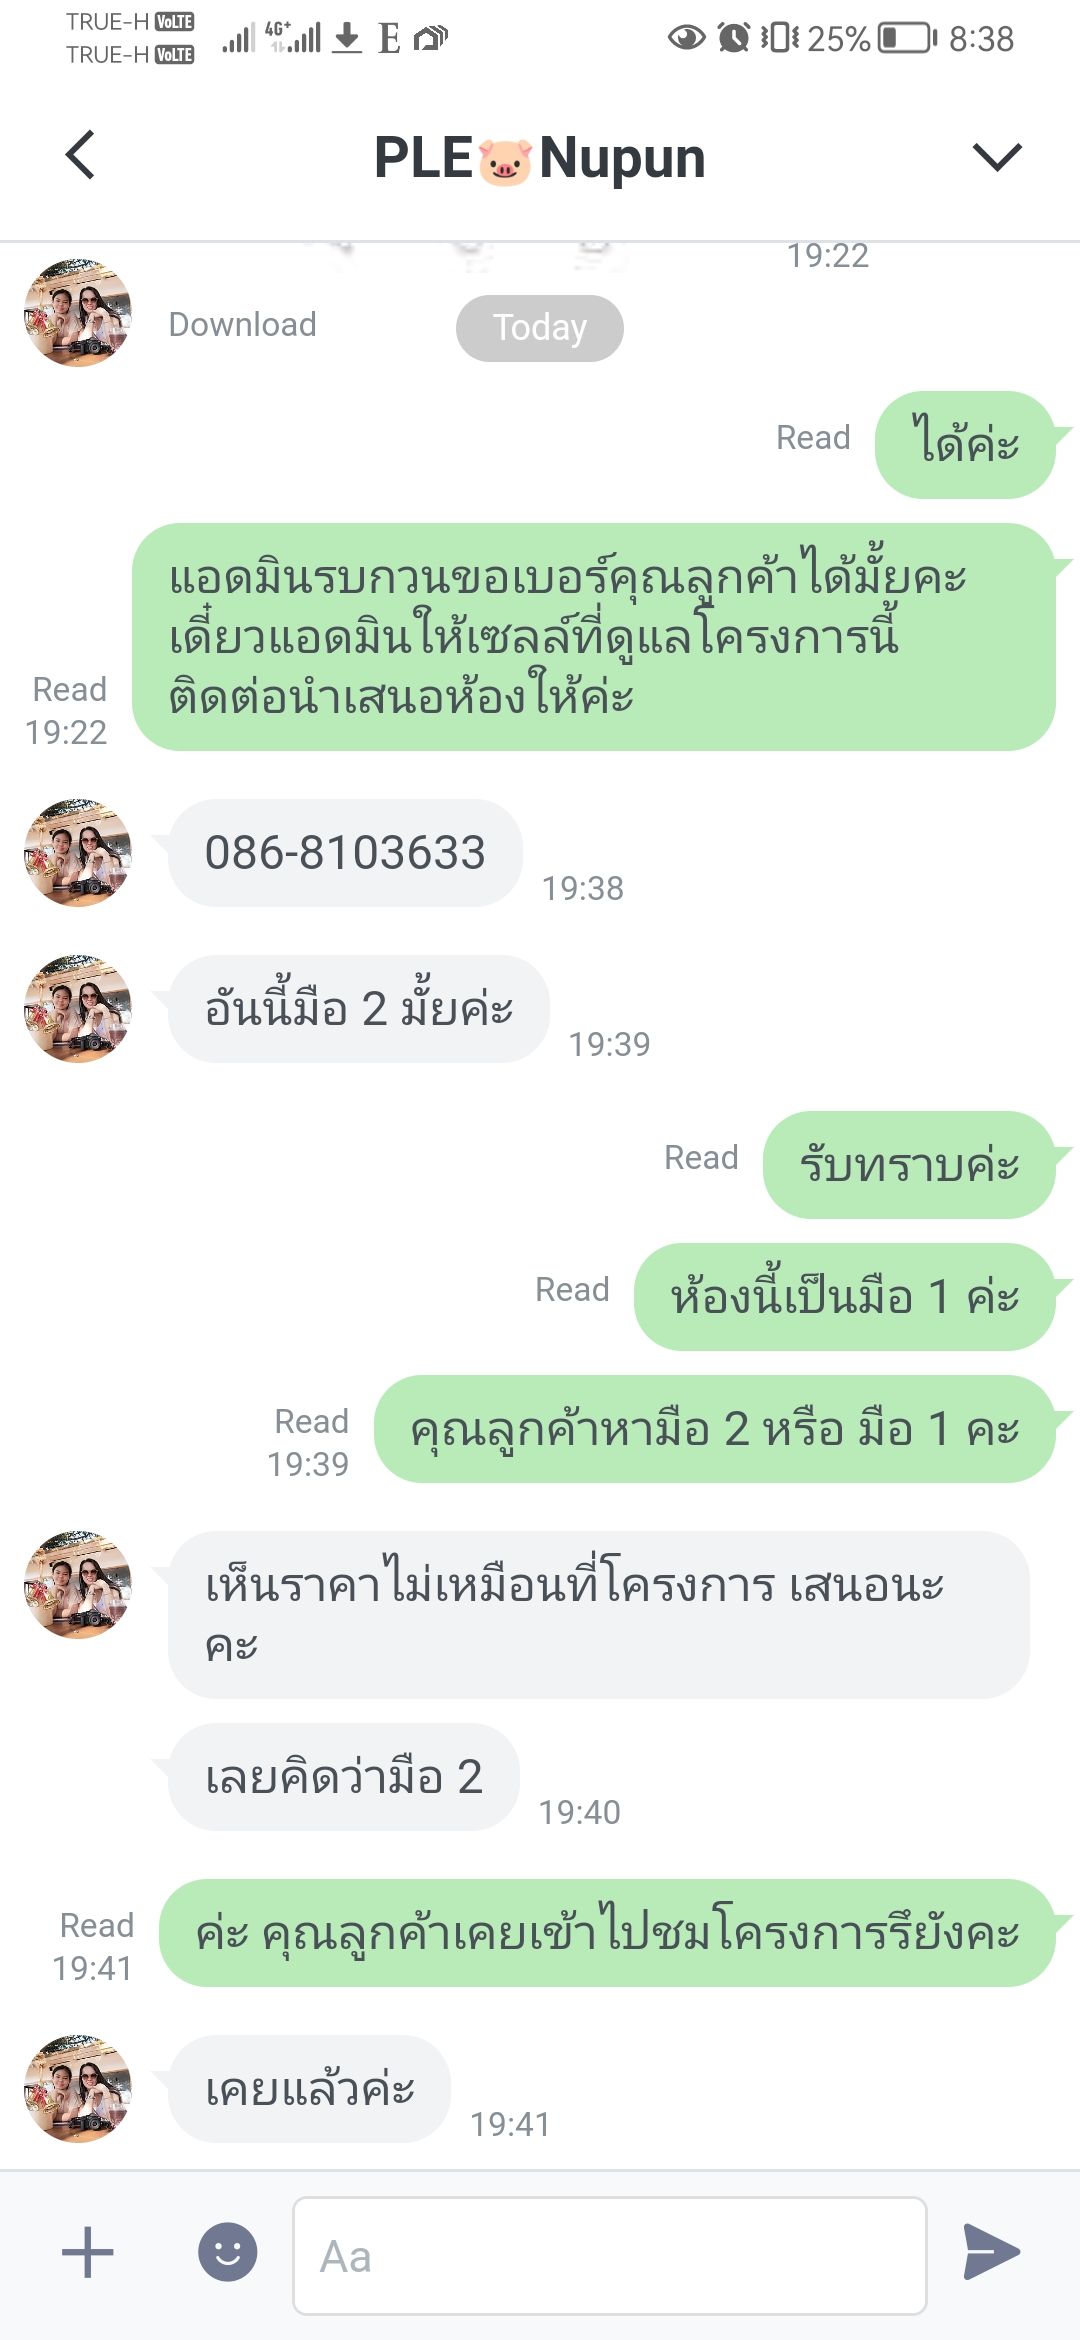 TRUE-H VoLTE
TRUE-H VoLTE
4G+
E
25%
8:38
PLE🐷Nupun
19:22
Download
Today
Read
ได้ค่ะ
แอดมินรบกวนขอเบอร์คุณลูกค้าได้มั้ยคะ
เดี๋ยวแอดมินให้เซลล์ที่ดูแลโครงการนี้
ติดต่อนำเสนอห้องให้ค่ะ
Read
19:22
086-8103633
19:38
อันนี้มือ 2 มั้ยค่ะ
19:39
Read
รับทราบค่ะ
Read
ห้องนี้เป็นมือ 1 ค่ะ
Read
19:39
คุณลูกค้าหามือ 2 หรือ มือ 1 คะ
เห็นราคาไม่เหมือนที่โครงการ เสนอนะ
คะ
เลยคิดว่ามือ 2
19:40
Read
19:41
ค่ะ คุณลูกค้าเคยเข้าไปชมโครงการรึยังคะ
เคยแล้วค่ะ
19:41
Aa